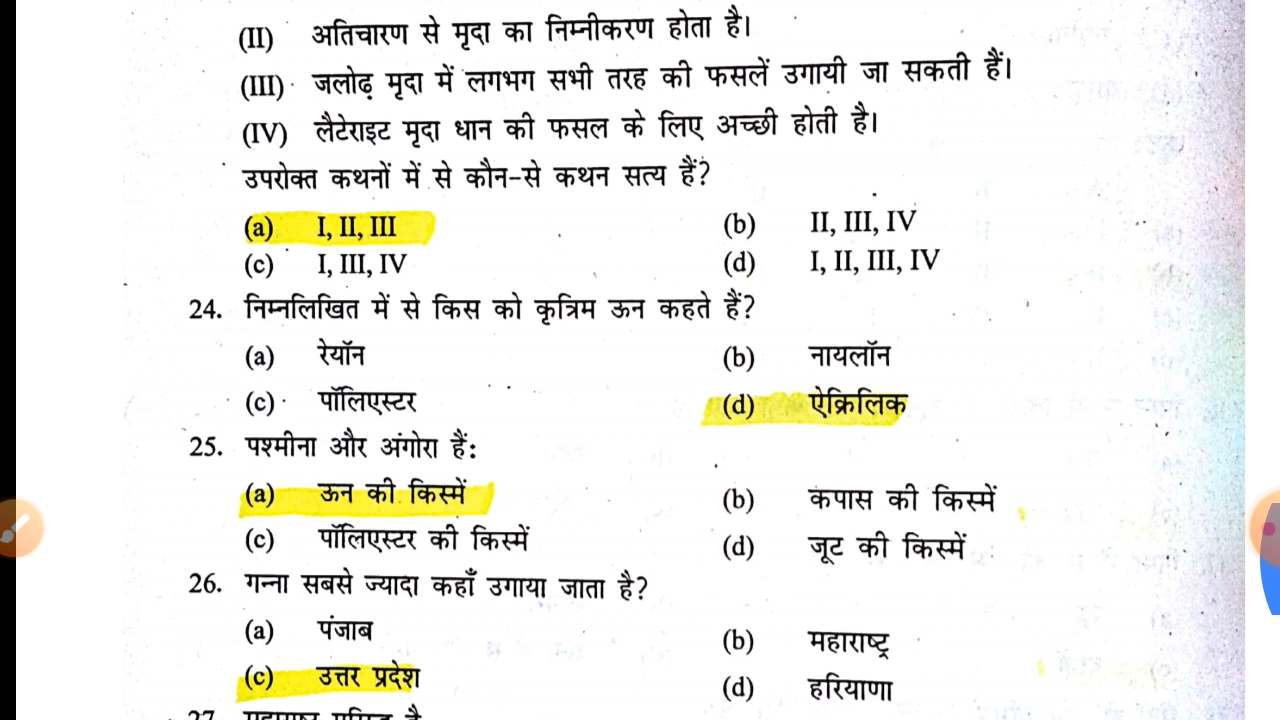 (II) अतिचारण से मृदा का निम्नीकरण होता है।
(III) जलोढ़ मृदा में लगभग सभी तरह की फसलें उगायी जा सकती हैं।
(IV) लैटेराइट मृदा धान की फसल के लिए अच्छी होती है।
उपरोक्त कथनों में से कौन-से कथन सत्य हैं?
(a) I, II, III (b) II, III, IV
(c) I, III, IV (d) I, II, III, IV
24. निम्नलिखित में से किस को कृत्रिम ऊन कहते हैं?
(a) रेयॉन (b) नायलॉन
(c) पॉलिएस्टर (d) ऐक्रिलिक
25. पश्मीना और अंगोरा हैं:
(a) ऊन की किस्में (b) कपास की किस्में
(c) पॉलिएस्टर की किस्में (d) जूट की किस्में
26. गन्ना सबसे ज्यादा कहाँ उगाया जाता है?
(a) पंजाब (b) महाराष्ट्र
(c) उत्तर प्रदेश (d) हरियाणा
27.